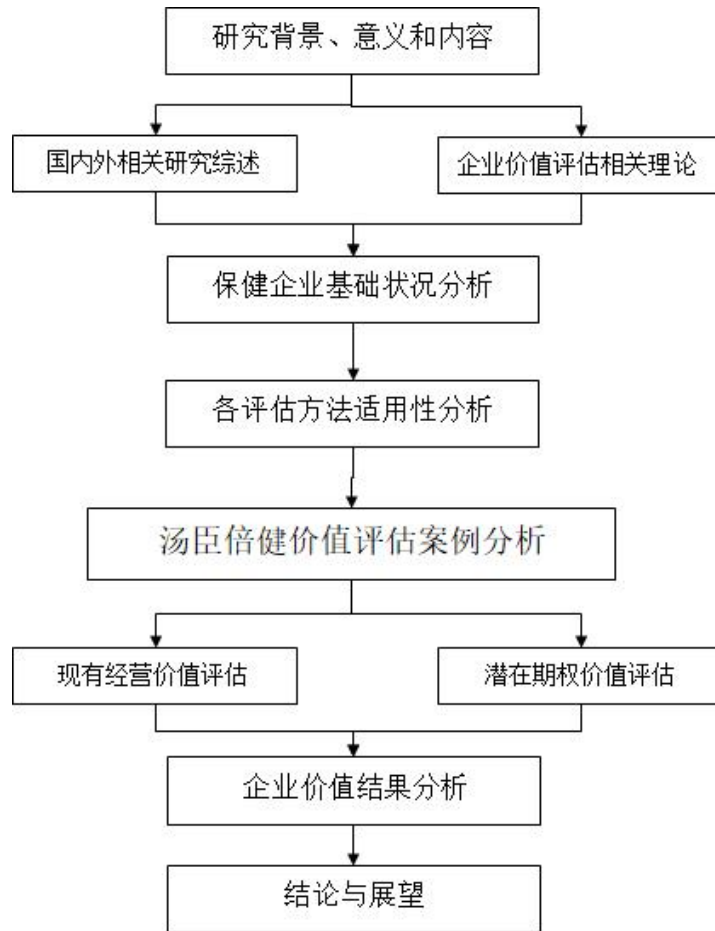 研究背景、意义和内容
国内外相关研究综述
企业价值评估相关理论
保健企业基础状况分析
各评估方法适用性分析
汤臣倍健价值评估案例分析
现有经营价值评估
潜在期权价值评估
企业价值结果分析
结论与展望